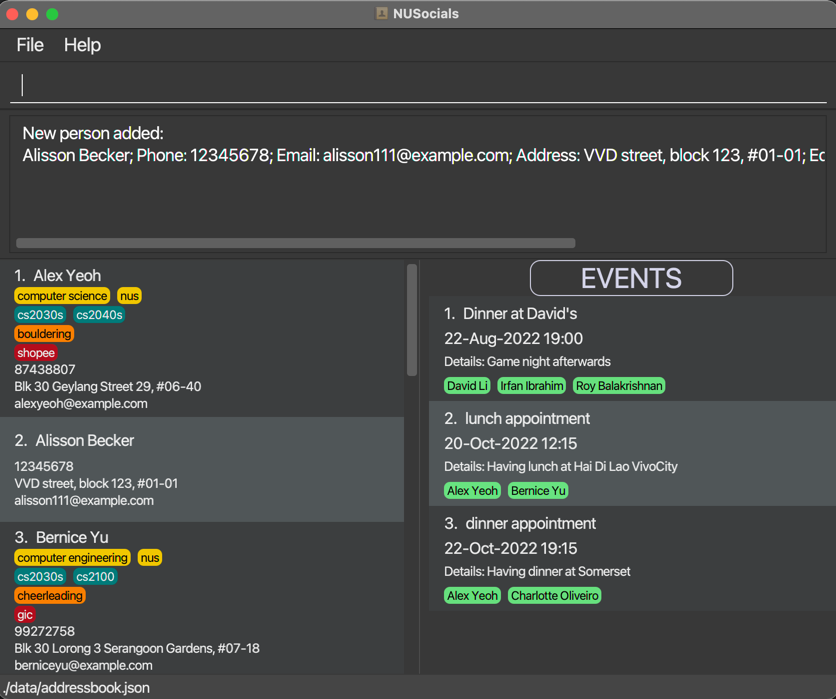 NUSocials
File Help
New person added:
Alisson Becker; Phone: 12345678; Email: alisson111@example.com; Address: VVD street, block 123, #01-01; Ec
1. Alex Yeoh
computer science nus
cs2030s cs2040s
bouldering
shopee
87438807
Blk 30 Geylang Street 29, #06-40
alexyeoh@example.com
2. Alisson Becker
12345678
VVD street, block 123, #01-01
alisson111@example.com
3. Bernice Yu
computer engineering nus
cs2030s cs2100
cheerleading
gic
99272758
Blk 30 Lorong 3 Serangoon Gardens, #07-18
berniceyu@example.com
EVENTS
1. Dinner at David's
22-Aug-2022 19:00
Details: Game night afterwards
David Li Irfan Ibrahim Roy Balakrishnan
2. lunch appointment
20-Oct-2022 12:15
Details: Having lunch at Hai Di Lao VivoCity
Alex Yeoh Bernice Yu
3. dinner appointment
22-Oct-2022 19:15
Details: Having dinner at Somerset
Alex Yeoh Charlotte Oliveiro
./data/addressbook.json